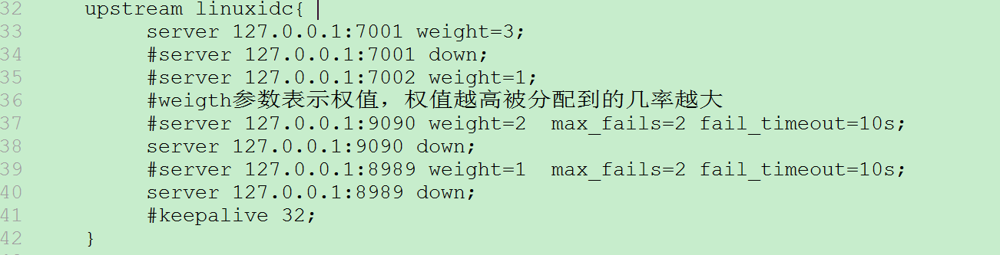 32 upstream linuxidc{
33 server 127.0.0.1:7001 weight=3;
34 #server 127.0.0.1:7001 down;
35 #server 127.0.0.1:7002 weight=1;
36 #weigth参数表示权值，权值越高被分配到的几率越大
37 #server 127.0.0.1:9090 weight=2  max_fails=2 fail_timeout=10s;
38 server 127.0.0.1:9090 down;
39 #server 127.0.0.1:8989 weight=1  max_fails=2 fail_timeout=10s;
40 server 127.0.0.1:8989 down;
41 #keepalive 32;
42 }